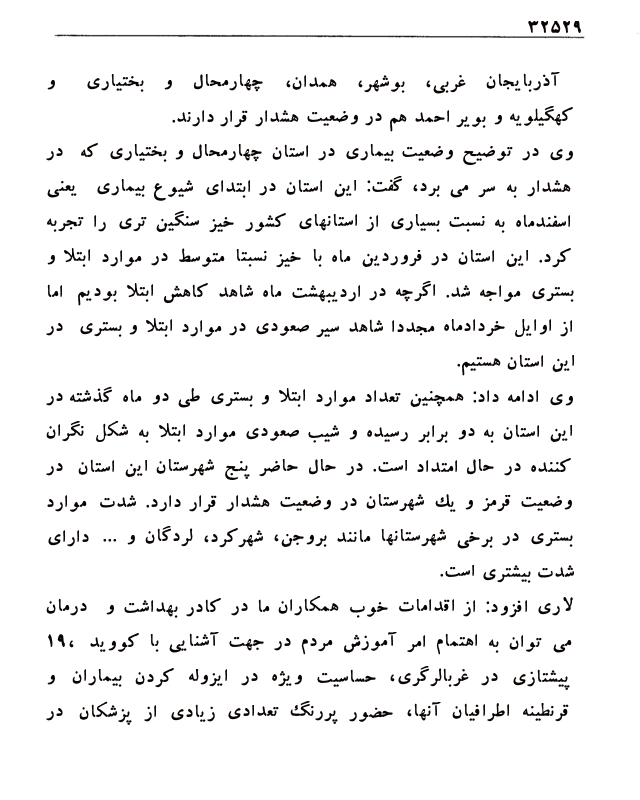 ۳۲۵۲۹
آذربایجان غربی، بوشهر، همدان، چهارمحال و بختیاری و
کهگیلویه و بویر احمد هم در وضعیت هشدار قرار دارند.
وی در توضیح وضعیت بیماری در استان چهارمحال و بختیاری که در
هشدار به سر می برد، گفت: این استان در ابتدای شیوع بیماری یعنی
اسفندماه به نسبت بسیاری از استانهای کشور خیز سنگین تری را تجربه
کرد. این استان در فروردین ماه با خیز نسبتا متوسط در موارد ابتلا و
بستری مواجه شد. اگرچه در اردیبهشت ماه شاهد کاهش ابتلا بودیم اما
از اوایل خردادماه مجددا شاهد سیر صعودی در موارد ابتلا و بستری در
این استان هستیم.
وی ادامه داد: همچنین تعداد موارد ابتلا و بستری طی دو ماه گذشته در
این استان به دو برابر رسیده و شیب صعودی موارد ابتلا به شکل نگران
کننده در حال امتداد است. در حال حاضر پنج شهرستان این استان در
وضعیت قرمز و یك شهرستان در وضعیت هشدار قرار دارد. شدت موارد
بستری در برخی شهرستانها مانند بروجن، شهرکرد، لردگان و ... دارای
شدت بیشتری است.
لاری افزود: از اقدامات خوب همکاران ما در کادر بهداشت و درمان
می توان به اهتمام امر آموزش مردم در جهت آشنایی با کووید ۱۹،
پیشتازی در غربالرگری، حساسیت ویژه در ایزوله کردن بیماران و
قرنطینه اطرافیان آنها، حضور پررنگ تعدادی زیادی از پزشکان در